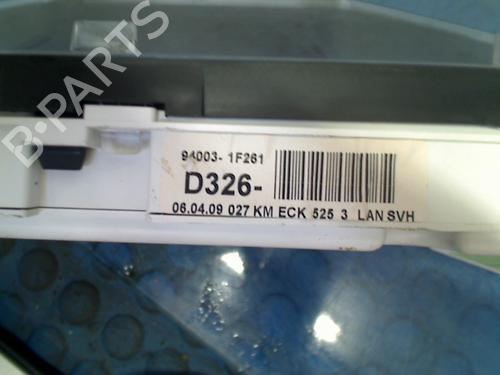 B-PARTS
94003- 1F261
D326-
06.04.09 027 KM ECK 525 3 LAN SVH